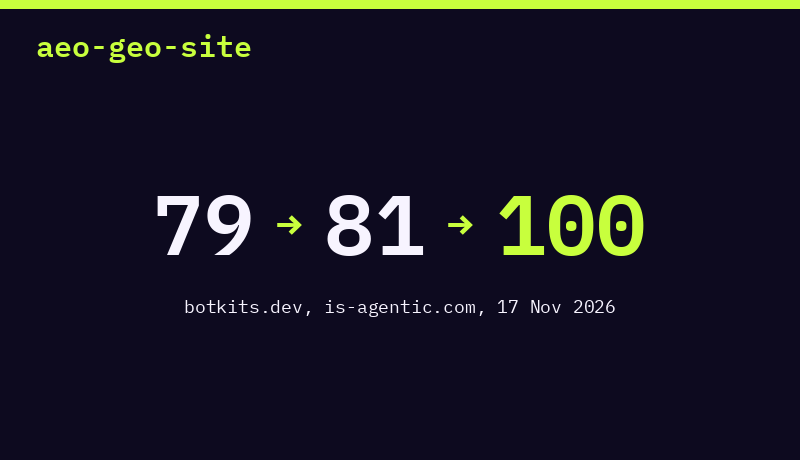 aeo-geo-site
79 → 81 → 100
botkits.dev, is-agentic.com, 17 Nov 2026